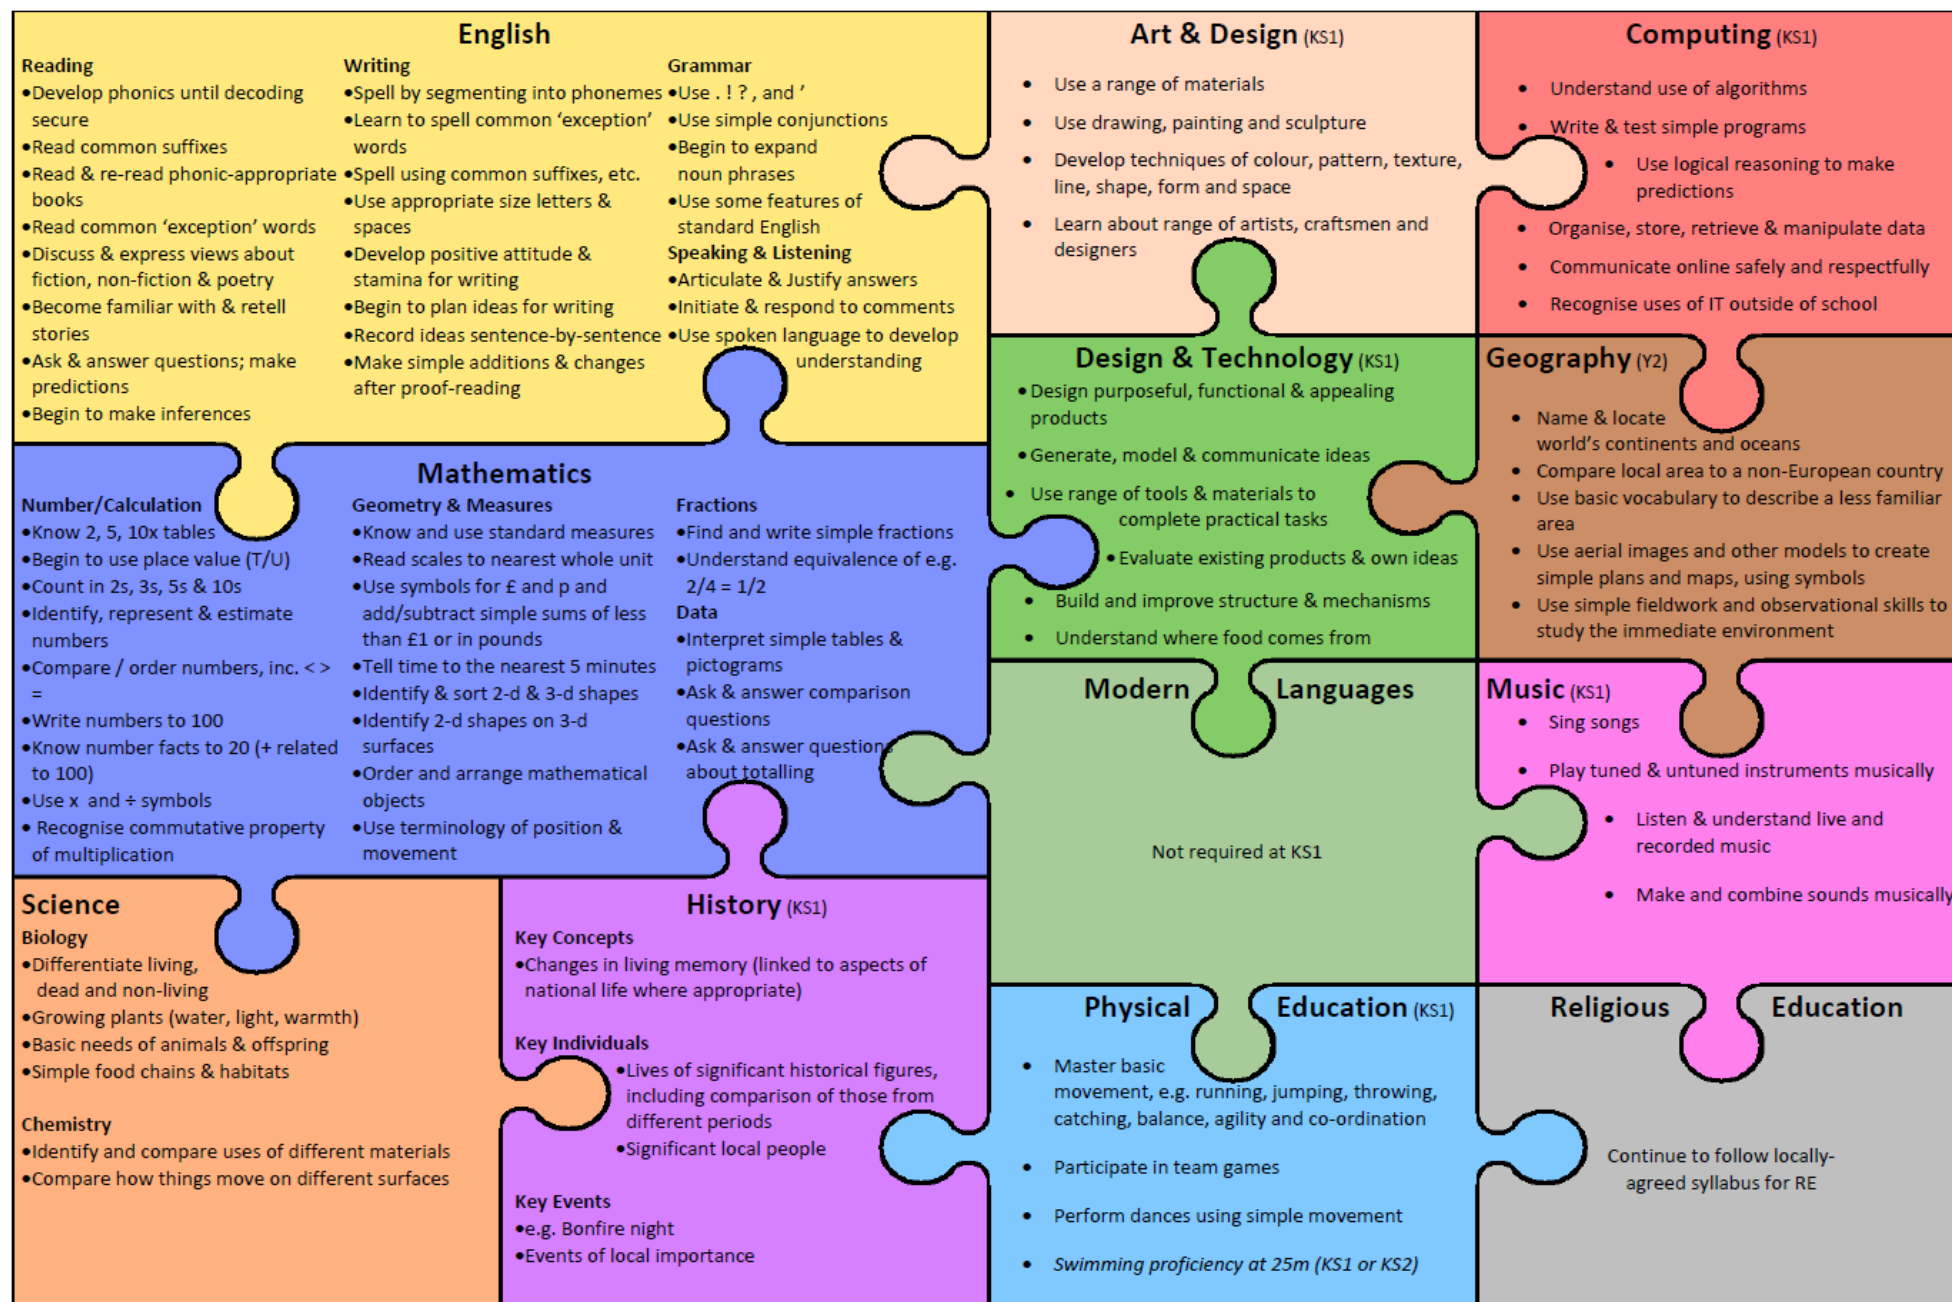 English
Reading
•Develop phonics until decoding
secure
•Read common suffixes
•Read & re-read phonic-appropriate
books
•Read common ‘exception’ words
•Discuss & express views about
fiction, non-fiction & poetry
•Become familiar with & retell
stories
•Ask & answer questions; make
predictions
•Begin to make inferences
Writing
•Spell by segmenting into phonemes
•Learn to spell common ‘exception’
words
•Spell using common suffixes, etc.
•Use appropriate size letters &
spaces
•Develop positive attitude &
stamina for writing
•Begin to plan ideas for writing
•Record ideas sentence-by-sentence
•Make simple additions & changes
after proof-reading
Grammar
•Use . ! ? , and ’
•Use simple conjunctions
•Begin to expand
noun phrases
•Use some features of
standard English
Speaking & Listening
•Articulate & Justify answers
•Initiate & respond to comments
•Use spoken language to develop
understanding
Art & Design (KS1)
• Use a range of materials
• Use drawing, painting and sculpture
• Develop techniques of colour, pattern, texture,
line, shape, form and space
• Learn about range of artists, craftsmen and
designers
Computing (KS1)
• Understand use of algorithms
• Write & test simple programs
• Use logical reasoning to make
predictions
• Organise, store, retrieve & manipulate data
• Communicate online safely and respectfully
• Recognise uses of IT outside of school
Mathematics
Number/Calculation
•Know 2, 5, 10x tables
•Begin to use place value (T/U)
•Count in 2s, 3s, 5s & 10s
•Identify, represent & estimate
numbers
•Compare / order numbers, inc. < >
=
•Write numbers to 100
•Know number facts to 20 (+ related
to 100)
•Use x and ÷ symbols
• Recognise commutative property
of multiplication
Geometry & Measures
•Know and use standard measures
•Read scales to nearest whole unit
•Use symbols for £ and p and
add/subtract simple sums of less
than £1 or in pounds
•Tell time to the nearest 5 minutes
•Identify & sort 2-d & 3-d shapes
•Identify 2-d shapes on 3-d
surfaces
•Order and arrange mathematical
objects
•Use terminology of position &
movement
Fractions
•Find and write simple fractions
•Understand equivalence of e.g.
2/4 = 1/2
Data
•Interpret simple tables &
pictograms
•Ask & answer comparison
questions
•Ask & answer questions
about totalling
Design & Technology (KS1)
•Design purposeful, functional & appealing
products
•Generate, model & communicate ideas
• Use range of tools & materials to
complete practical tasks
•Evaluate existing products & own ideas
• Build and improve structure & mechanisms
• Understand where food comes from
Geography (Y2)
• Name & locate
world’s continents and oceans
• Compare local area to a non-European country
• Use basic vocabulary to describe a less familiar
area
• Use aerial images and other models to create
simple plans and maps, using symbols
• Use simple fieldwork and observational skills to
study the immediate environment
Modern Languages
Not required at KS1
Music (KS1)
• Sing songs
• Play tuned & untuned instruments musically
• Listen & understand live and
recorded music
• Make and combine sounds musically
Science
Biology
•Differentiate living,
dead and non-living
•Growing plants (water, light, warmth)
•Basic needs of animals & offspring
•Simple food chains & habitats
Chemistry
•Identify and compare uses of different materials
•Compare how things move on different surfaces
History (KS1)
Key Concepts
•Changes in living memory (linked to aspects of
national life where appropriate)
Key Individuals
•Lives of significant historical figures,
including comparison of those from
different periods
•Significant local people
Key Events
•e.g. Bonfire night
•Events of local importance
Physical Education (KS1)
• Master basic
movement, e.g. running, jumping, throwing,
catching, balance, agility and co-ordination
• Participate in team games
• Perform dances using simple movement
• Swimming proficiency at 25m (KS1 or KS2)
Religious Education
Continue to follow locally-
agreed syllabus for RE